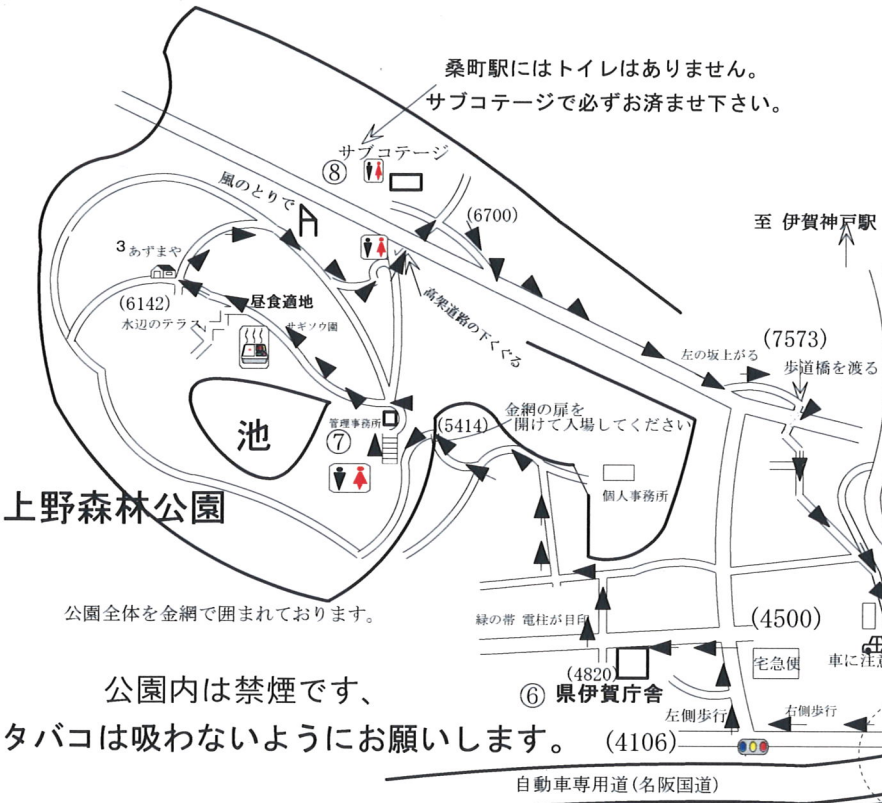 桑町駅にはトイレはありません。
サブコテージで必ずお済ませ下さい。
サブコテージ
⑧
風のとりで
(6700)
至 伊賀神戸駅
3 あずまや
(6142)
昼食適地
水辺のテラス
サギソウ園
高架道路の下くぐる
(7573)
左の坂上がる
歩道橋を渡る
金網の扉を
開けて入場してください
(5414)
管理事務所
⑦
池
個人事務所
上野森林公園
公園全体を金網で囲まれております。
緑の帯 電柱が目印
(4500)
宅急便
車に注意
(4820)
⑥ 県伊賀庁舎
公園内は禁煙です、
タバコは吸わないようにお願いします。
左側歩行
右側歩行
(4106)
自動車専用道(名阪国道)